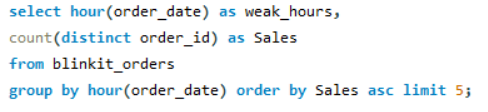 select hour(order_date) as weak_hours,
count(distinct order_id) as Sales
from blinkit_orders
group by hour(order_date) order by Sales asc limit 5;